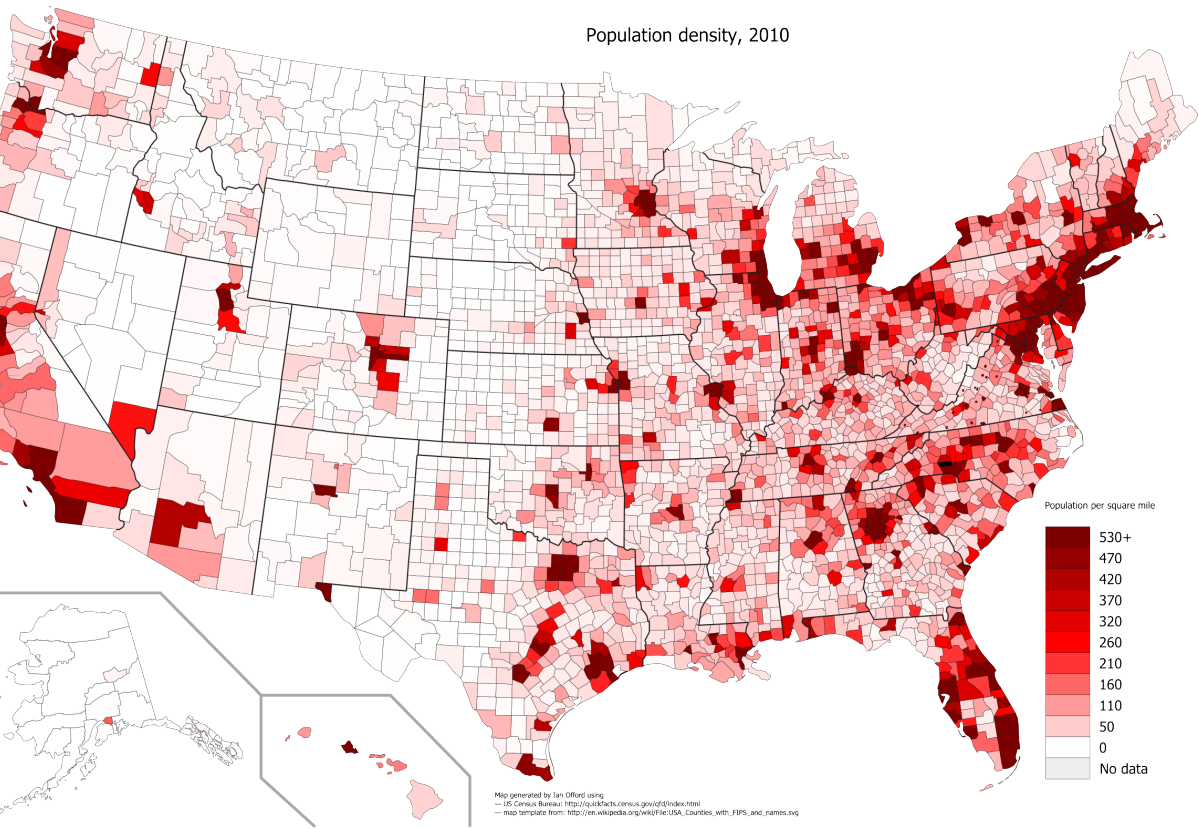 Population density, 2010
Population per square mile
530+
470
420
370
320
260
210
160
110
50
0
No data
Map generated by Ian Offord using
— US Census Bureau: http://quickfacts.census.gov/qfd/index.html
— map template from: http://en.wikipedia.org/wiki/File:USA_Counties_with_FIPS_and_names.svg